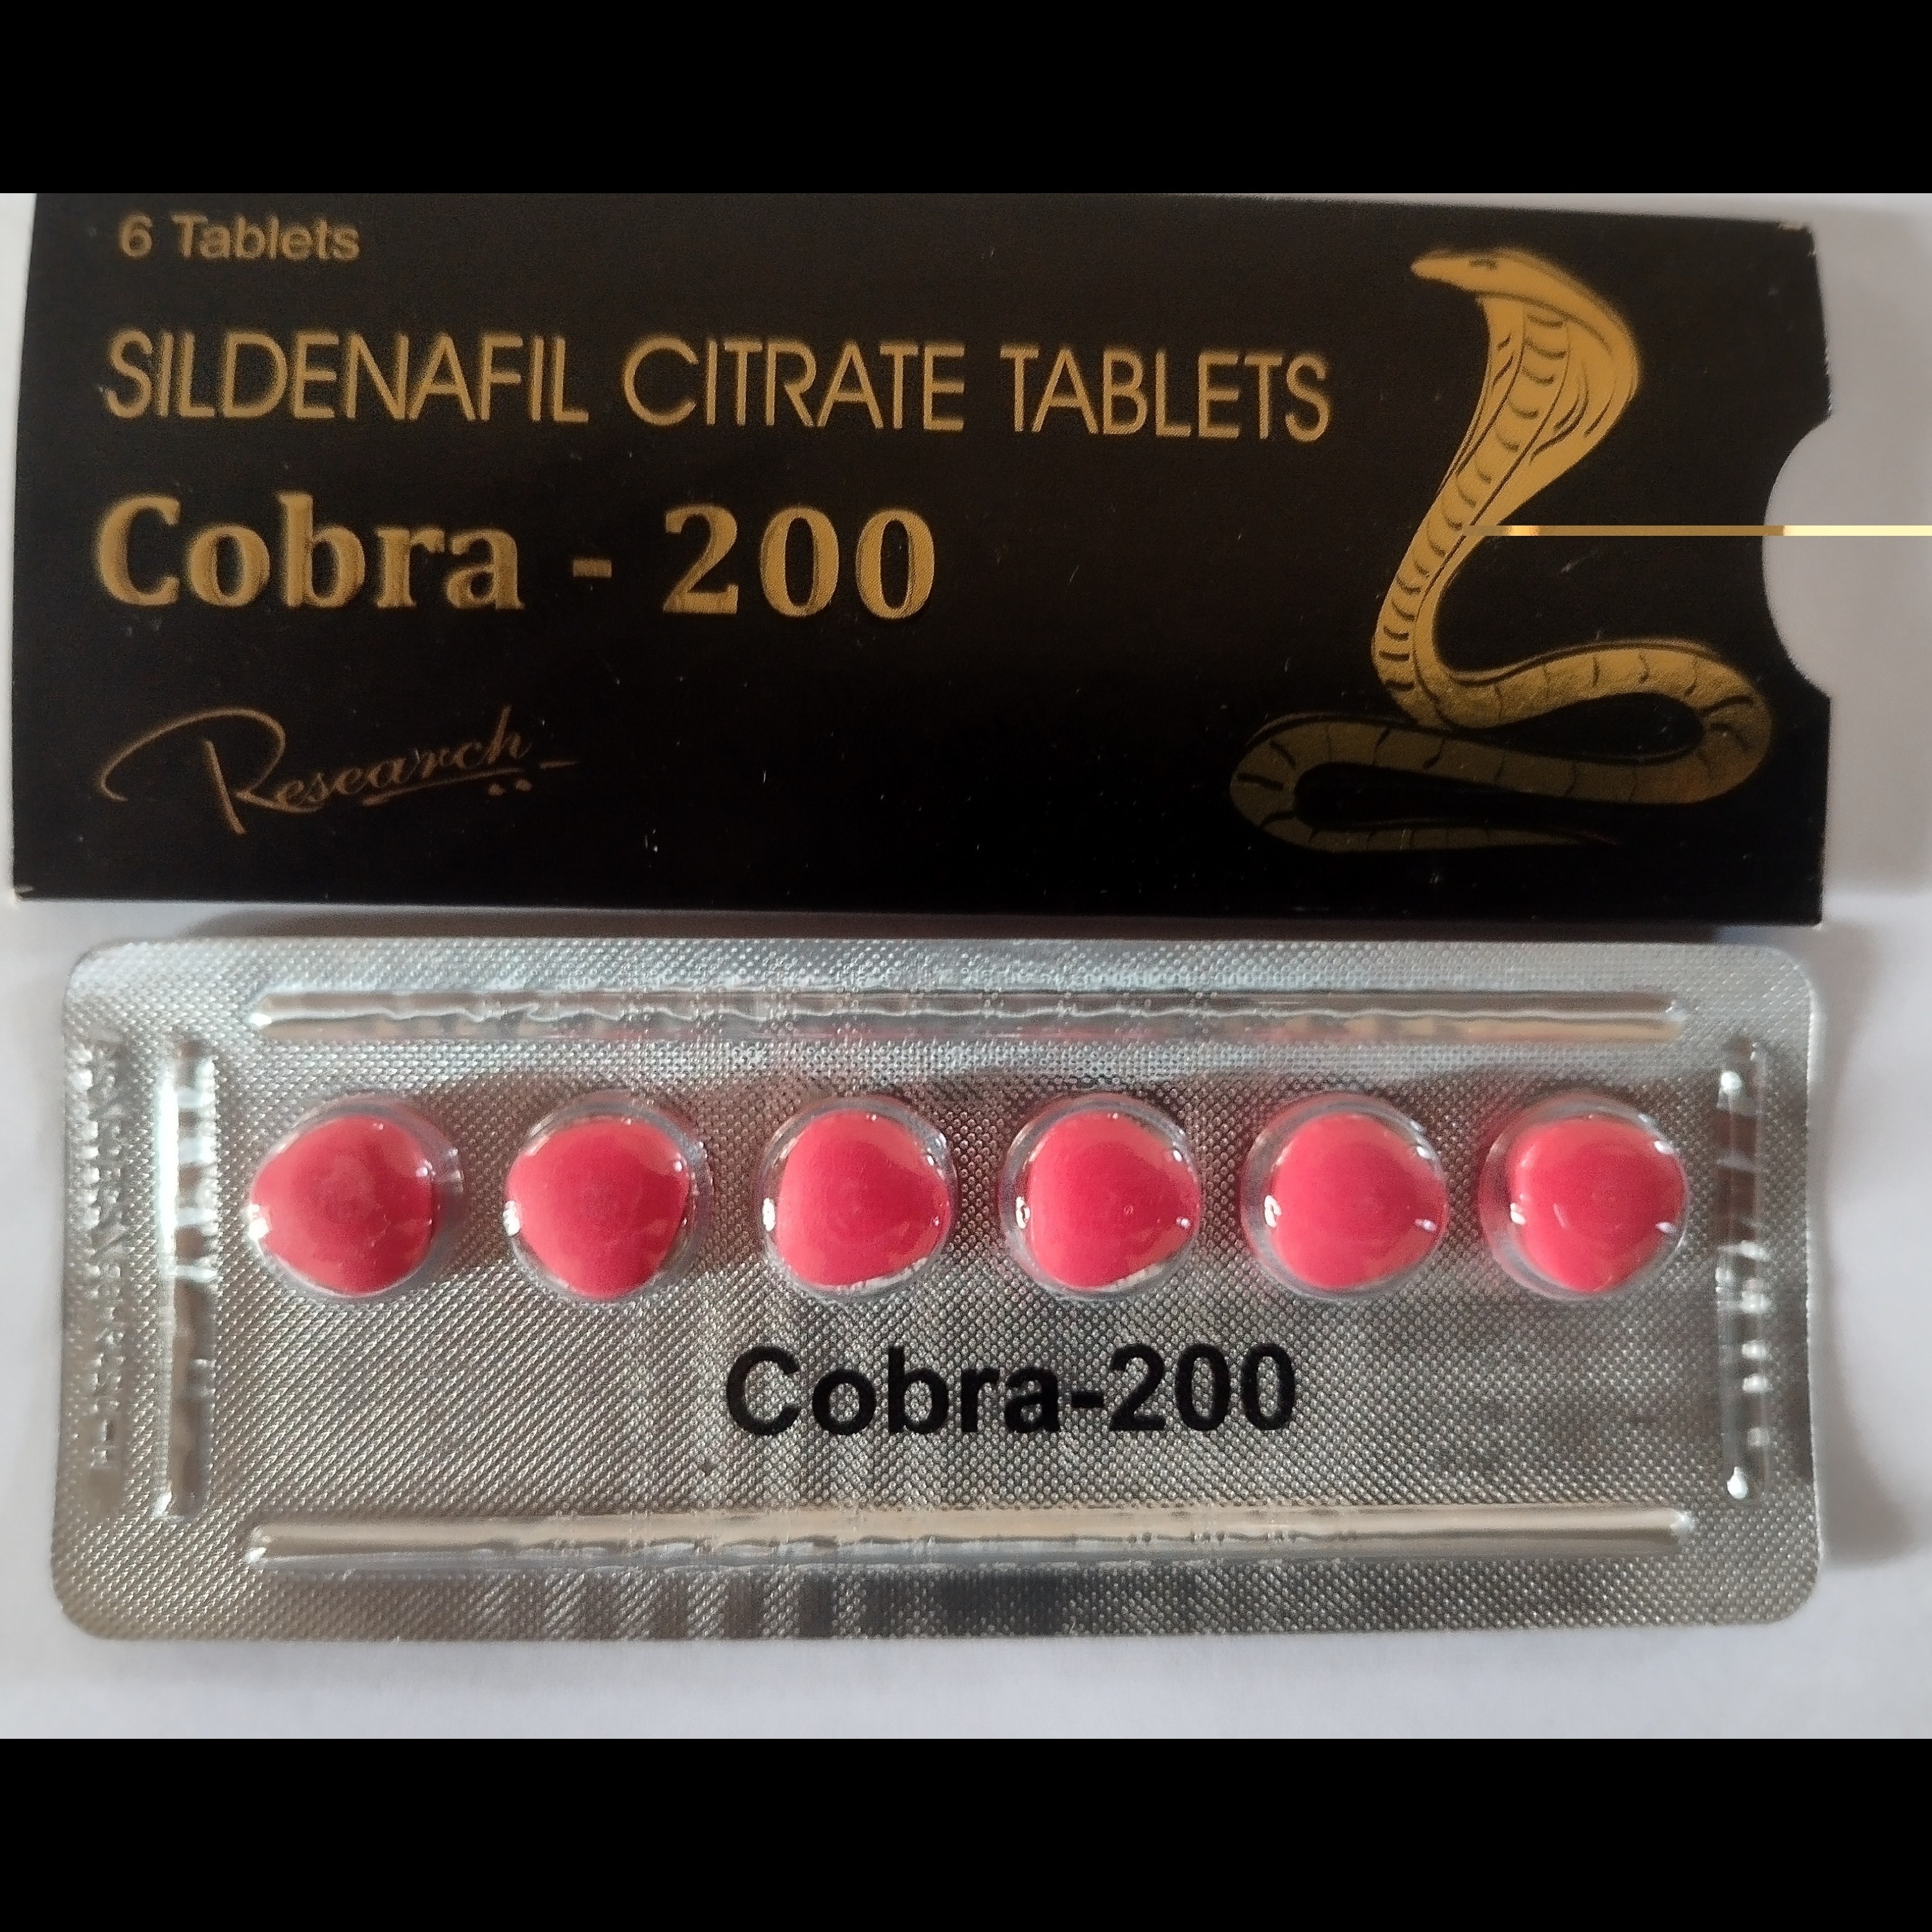 6 Tablets
SILDENAFIL CITRATE TABLETS
Cobra - 200
Research
Cobra-200